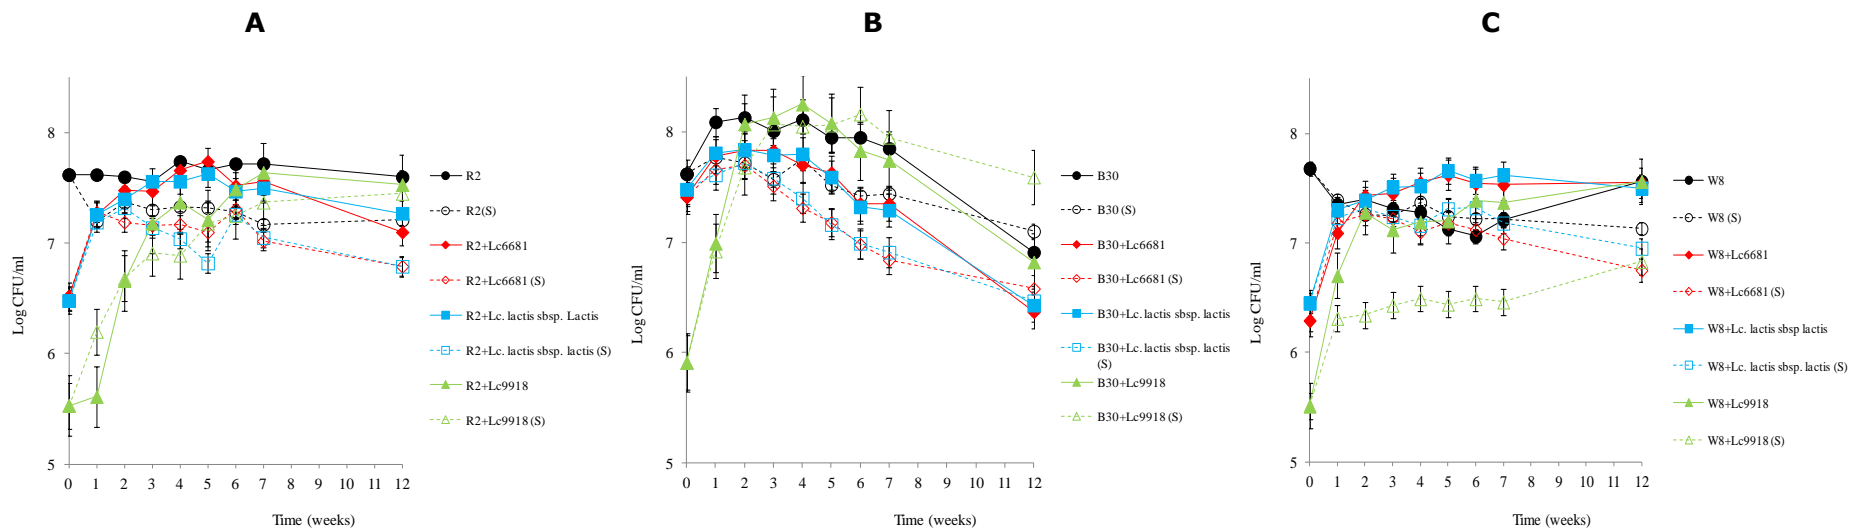 A
B
C
Log CFU/ml
8
7
6
5
0 1 2 3 4 5 6 7 8 9 10 11 12
Time (weeks)
R2
R2(S)
R2+Lc6681
R2+Lc6681 (S)
R2+Lc. lactis sbsp. Lactis
R2+Lc. lactis sbsp. lactis (S)
R2+Lc9918
R2+Lc9918 (S)
Log CFU/ml
8
7
6
5
0 1 2 3 4 5 6 7 8 9 10 11 12
Time (weeks)
B30
B30 (S)
B30+Lc6681
B30+Lc6681 (S)
B30+Lc. lactis sbsp. lactis
B30+Lc. lactis sbsp. lactis
(S)
B30+Lc9918
B30+Lc9918 (S)
Log CFU/ml
8
7
6
5
0 1 2 3 4 5 6 7 8 9 10 11 12
Time (weeks)
W8
W8 (S)
W8+Lc6681
W8+Lc6681 (S)
W8+Lc. lactis sbsp lactis
W8+Lc. lactis sbsp. lactis (S)
W8+Lc9918
W8+Lc9918 (S)